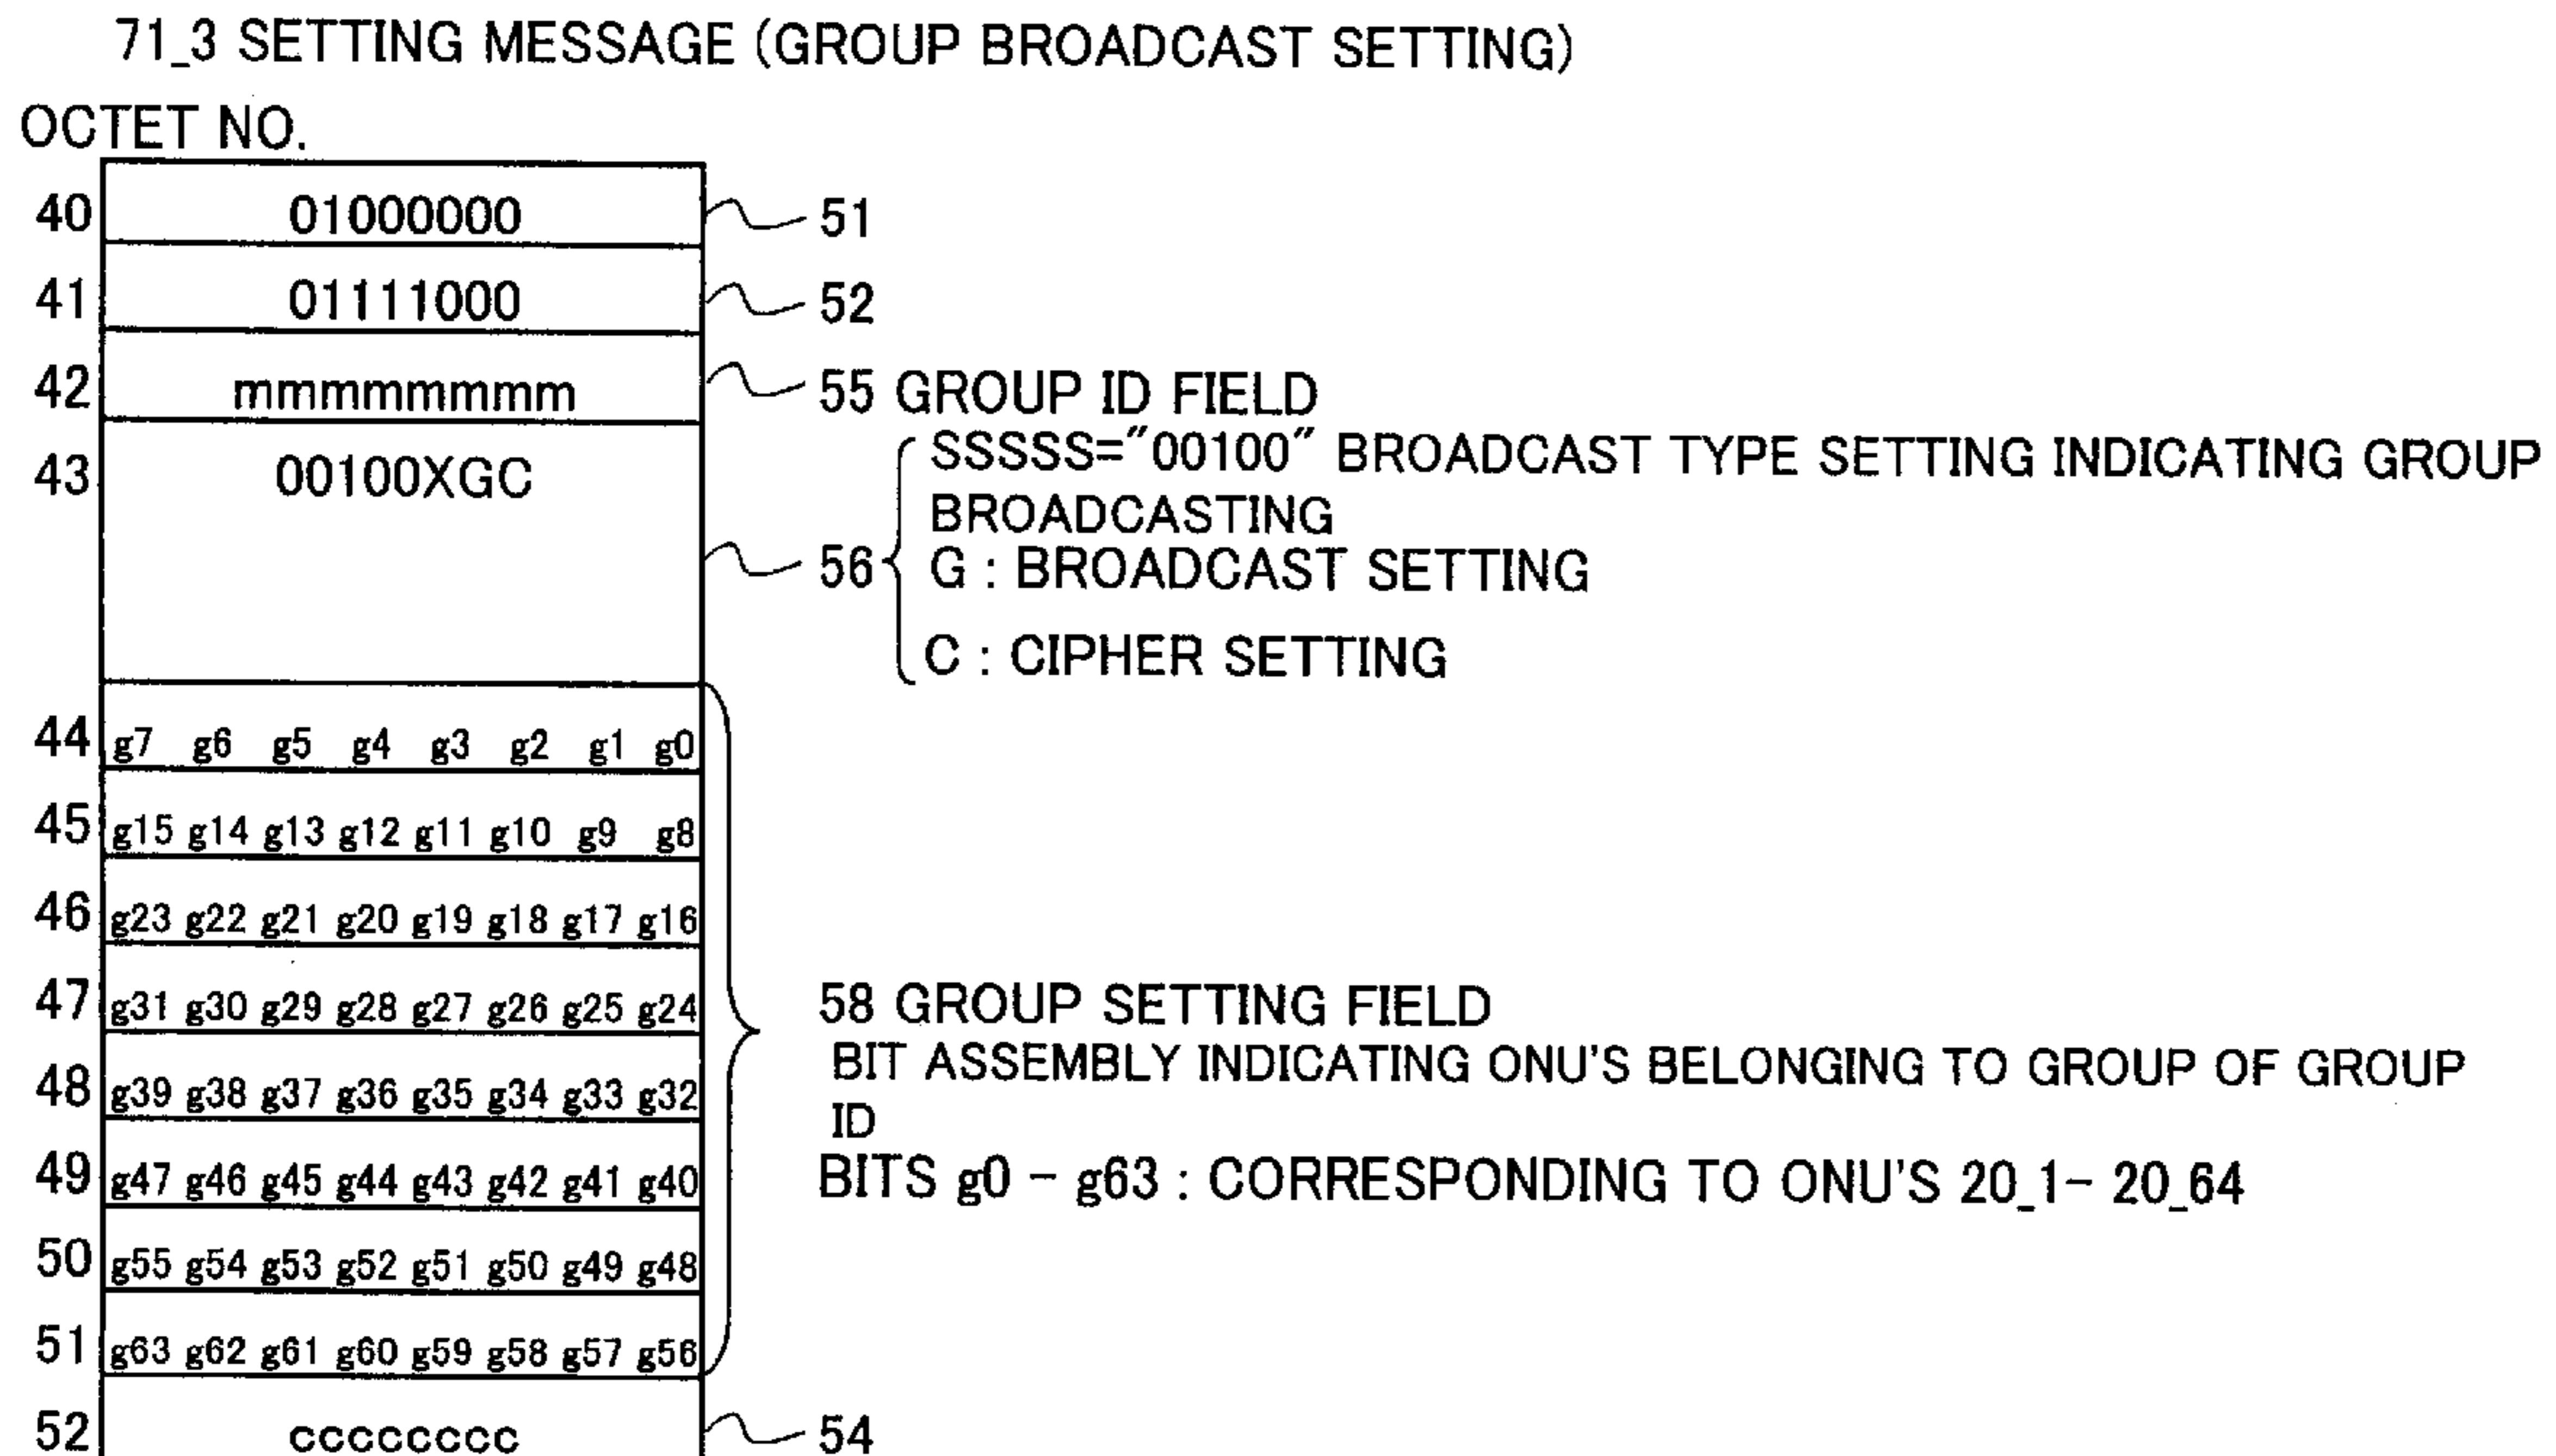 71_3 SETTING MESSAGE (GROUP BROADCAST SETTING)
OCTET NO.
40 01000000 51
41 01111000 52
42 mmmmmmmm 55 GROUP ID FIELD
43 00100XGC
SSSSS="00100" BROADCAST TYPE SETTING INDICATING GROUP
BROADCASTING
56 G : BROADCAST SETTING
C : CIPHER SETTING
44 g7 g6 g5 g4 g3 g2 g1 g0
45 g15 g14 g13 g12 g11 g10 g9 g8
46 g23 g22 g21 g20 g19 g18 g17 g16
47 g31 g30 g29 g28 g27 g26 g25 g24
58 GROUP SETTING FIELD
48 g39 g38 g37 g36 g35 g34 g33 g32
BIT ASSEMBLY INDICATING ONU'S BELONGING TO GROUP OF GROUP
ID
49 g47 g46 g45 g44 g43 g42 g41 g40
BITS g0 - g63 : CORRESPONDING TO ONU'S 20_1- 20_64
50 g55 g54 g53 g52 g51 g50 g49 g48
51 g63 g62 g61 g60 g59 g58 g57 g56
52 cccccccc 54